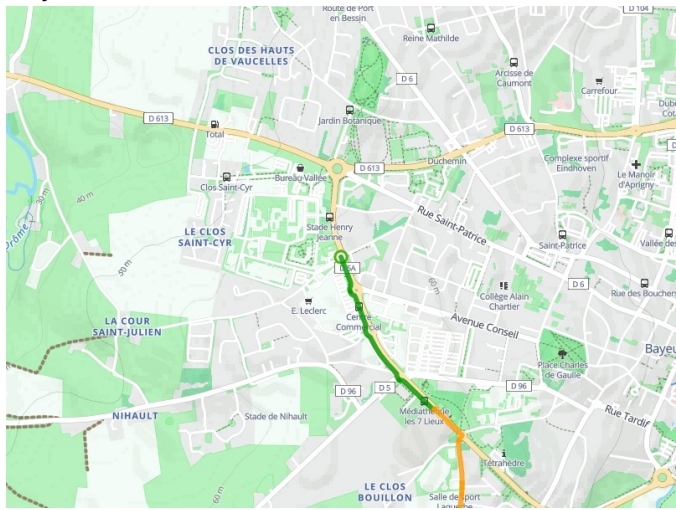 Route de Port
en Bessin
D 104
Reine Mathilde
CLOS DES HAUTS
DE VAUCELLES
Arcisse de
Caumont
D 6
Carrefour
D 613
Total
Jardin Botanique
D 613
Duchemin
Complexe sportif
Eindhoven
D 613
Bureau Vallée
Le Manoir
d'Aprigny
Clos Saint-Cyr
30 m
40 m
Rue Saint-Patrice
Drôme
LE CLOS
SAINT-CYR
Stade Henry
Jeanne
Saint-Patrice
Vallée des
50 m
60 m
D 6
Collège Alain
Chartier
Rue des Bouchers
E. Leclerc
Centre
Commercial
Avenue Conseil
LA COUR
SAINT-JULIEN
Bayeu
Place Charles
de Gaulle
D 96
D 5
D 96
NIHAULT
Stade de Nihault
Médiathèque
les 7 Lieux
Rue Tardif
Tétrahèdre
60 m
LE CLOS
BOUILLON
Salle de sport